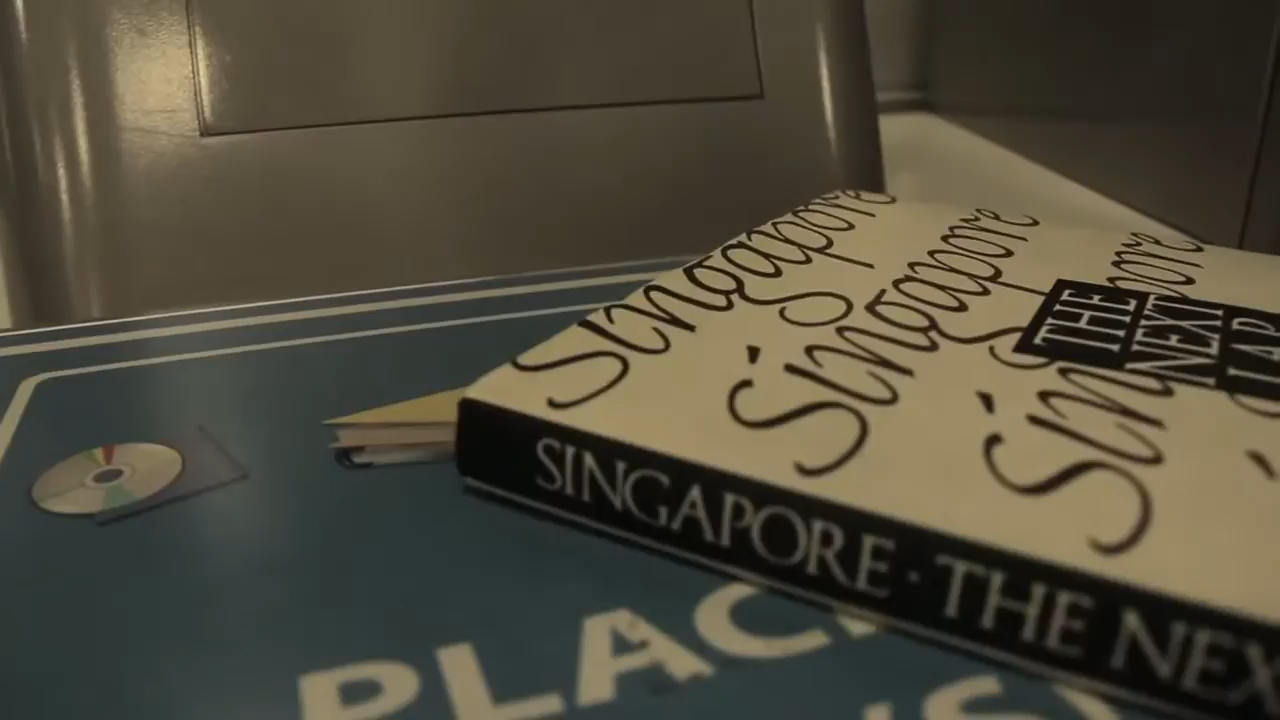 Singapore
Singapore
Singapore
THE
NEXT
LAP
SINGAPORE · THE NEX
PLAC